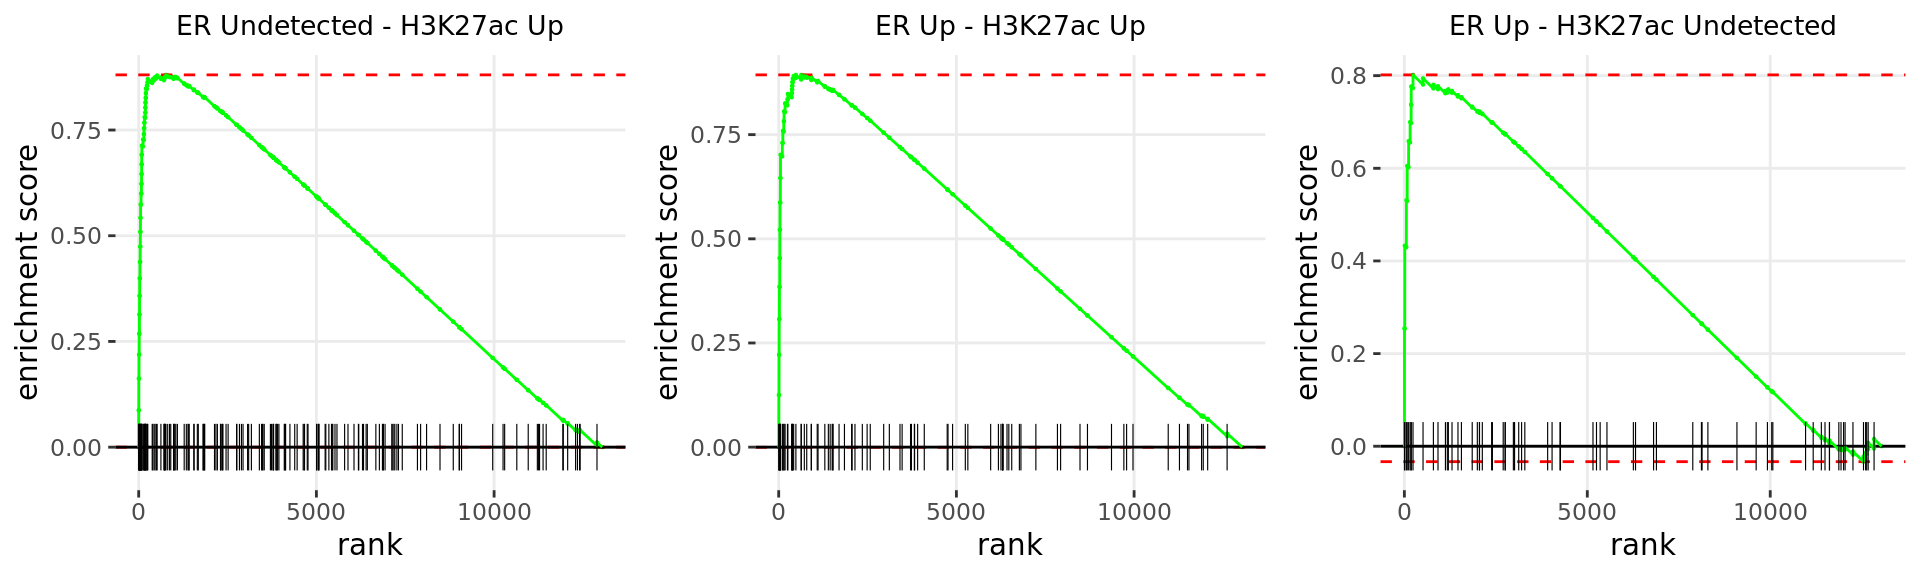 ER Undetected - H3K27ac Up
enrichment score
0.75
0.50
0.25
0.00
0
5000
10000
rank
ER Up - H3K27ac Up
enrichment score
0.75
0.50
0.25
0.00
0
5000
10000
rank
ER Up - H3K27ac Undetected
enrichment score
0.8
0.6
0.4
0.2
0.0
0
5000
10000
rank